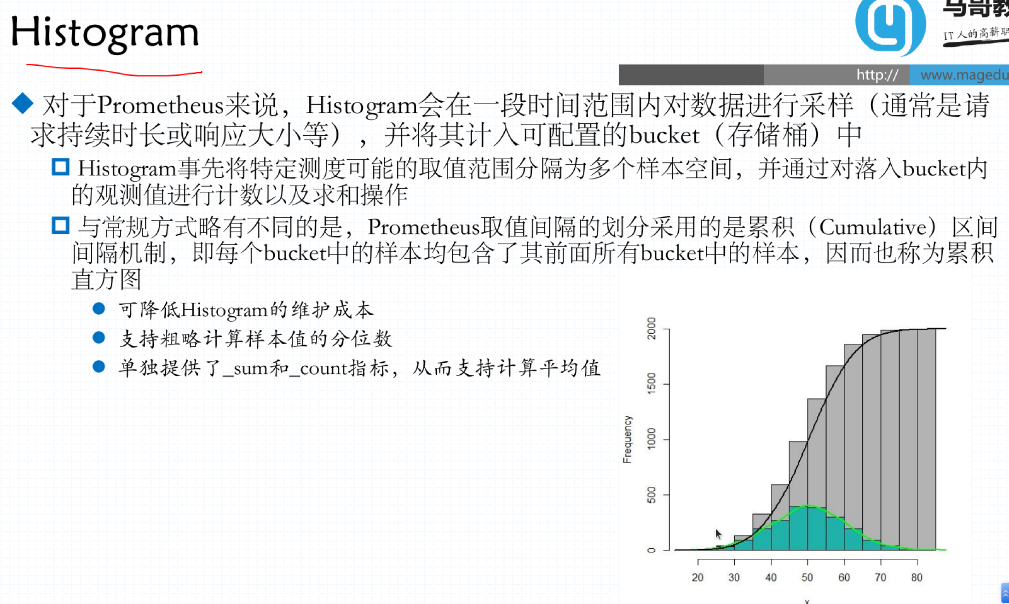 Histogram
马哥教
IT人的高薪职
http:// www.magedu
对于Prometheus来说，Histogram会在一段时间范围内对数据进行采样（通常是请
求持续时长或响应大小等），并将其计入可配置的bucket（存储桶）中
Histogram事先将特定测度可能的取值范围分隔为多个样本空间，并通过对落入bucket内
的观测值进行计数以及求和操作
与常规方式略有不同的是，Prometheus取值间隔的划分采用的是累积（Cumulative）区间
间隔机制，即每个bucket中的样本均包含了其前面所有bucket中的样本，因而也称为累积
直方图
可降低Histogram的维护成本
支持粗略计算样本值的分位数
单独提供了_sum和_count指标，从而支持计算平均值
Frequency
2000
1500
1000
500
0
20 30 40 50 60 70 80
x